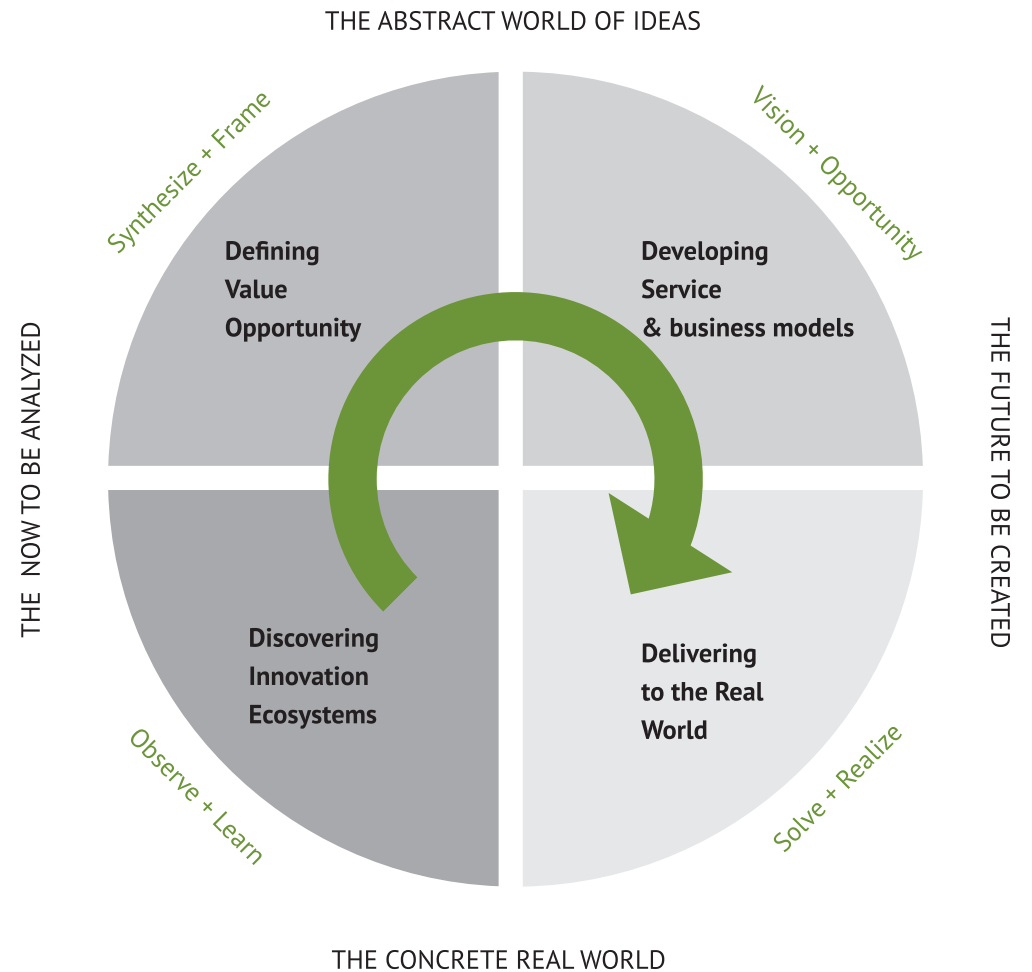 THE ABSTRACT WORLD OF IDEAS
Synthesize + Frame
Vision + Opportunity
Defining
Value
Opportunity
Developing
Service
& business models
THE NOW TO BE ANALYZED
THE FUTURE TO BE CREATED
Discovering
Innovation
Ecosystems
Delivering
to the Real
World
Observe + Learn
Solve + Realize
THE CONCRETE REAL WORLD